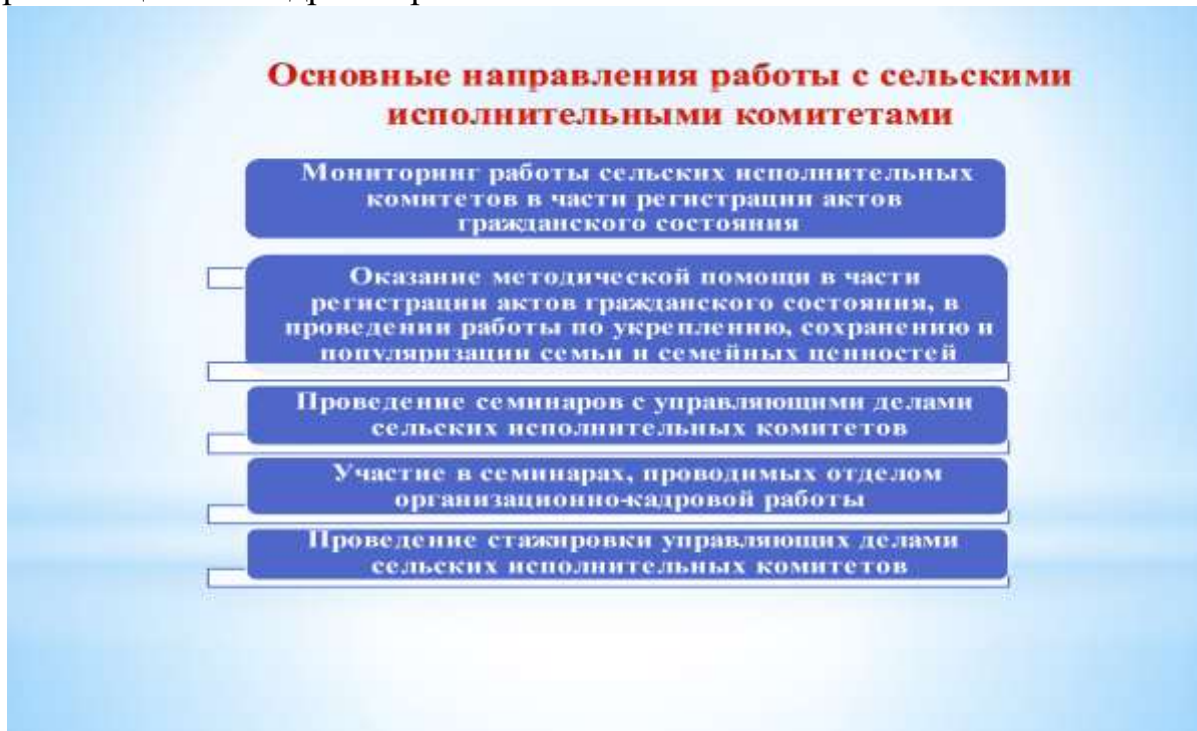 Основные направления работы с сельскими
исполнительными комитетами
Мониторинг работы сельских исполнительных
комитетов в части регистрации актов
гражданского состояния
Оказание методической помощи в части
регистрации актов гражданского состояния, в
проведении работы по укреплению, сохранению и
популяризации семьи и семейных ценностей
Проведение семинаров с управляющими делами
сельских исполнительных комитетов
Участие в семинарах, проводимых отделом
организационно-кадровой работы
Проведение стажировки управляющих делами
сельских исполнительных комитетов